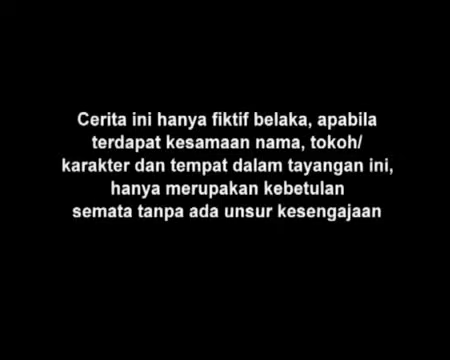 Cerita ini hanya fiktif belaka, apabila
terdapat kesamaan nama, tokoh/
karakter dan tempat dalam tayangan ini,
hanya merupakan kebetulan
semata tanpa ada unsur kesengajaan